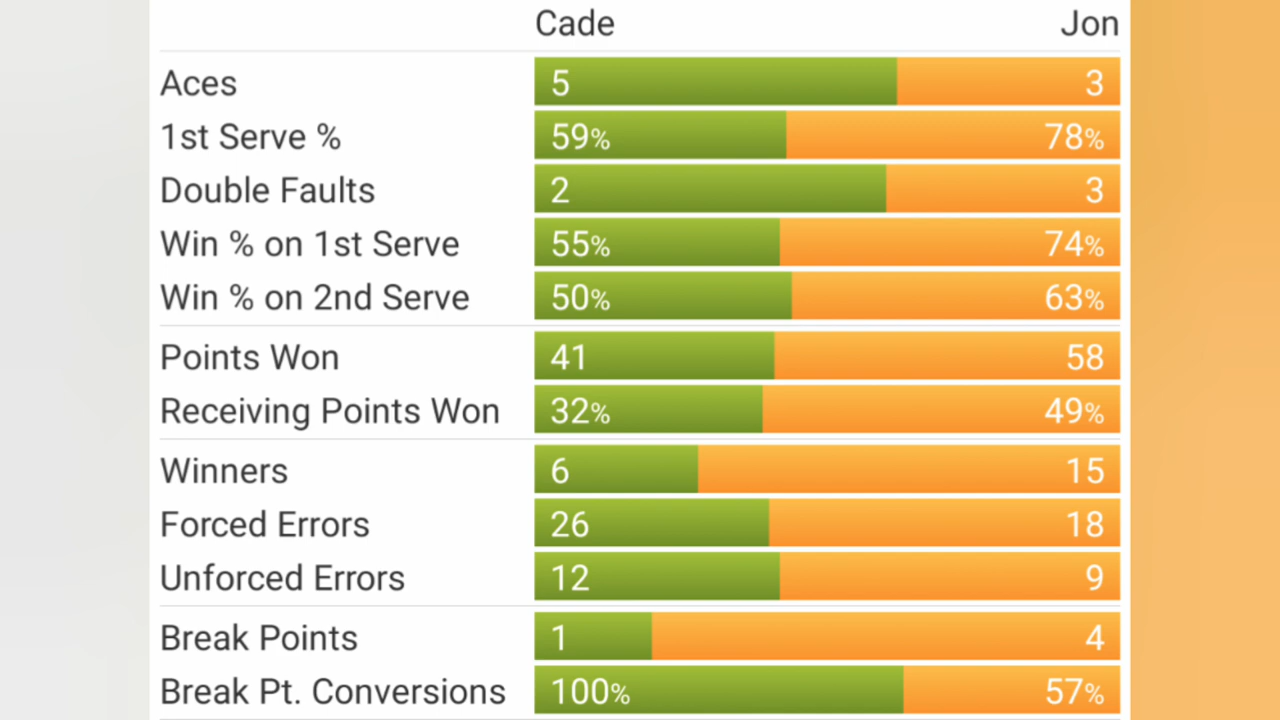 Cade Jon
Aces 5 3
1st Serve % 59% 78%
Double Faults 2 3
Win % on 1st Serve 55% 74%
Win % on 2nd Serve 50% 63%
Points Won 41 58
Receiving Points Won 32% 49%
Winners 6 15
Forced Errors 26 18
Unforced Errors 12 9
Break Points 1 4
Break Pt. Conversions 100% 57%